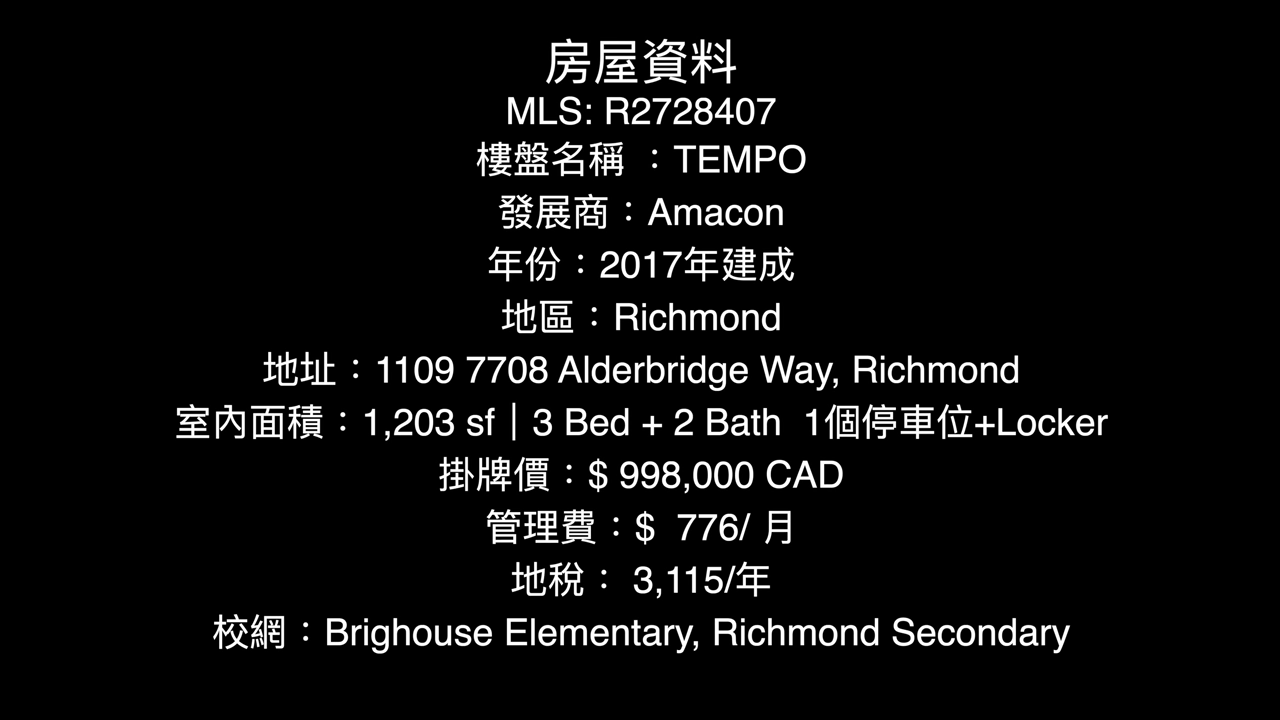 房屋資料
MLS: R2728407
樓盤名稱 ：TEMPO
發展商：Amacon
年份：2017年建成
地區：Richmond
地址：1109 7708 Alderbridge Way, Richmond
室內面積：1,203 sf｜3 Bed + 2 Bath  1個停車位+Locker
掛牌價：$ 998,000 CAD
管理費：$  776/ 月
地稅： 3,115/年
校網：Brighouse Elementary, Richmond Secondary